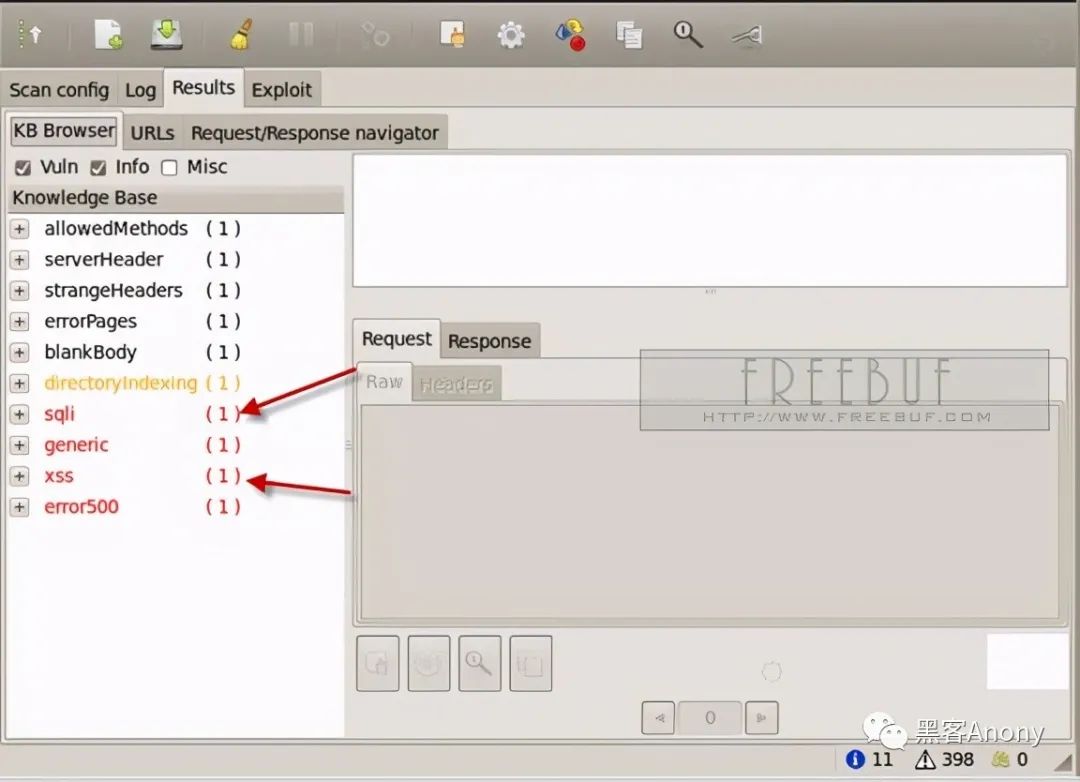 Scan config Log Results Exploit
KB Browser URLs Request/Response navigator
Vuln Info Misc
Knowledge Base
allowedMethods ( 1 )
serverHeader ( 1 )
strangeHeaders ( 1 )
errorPages ( 1 )
blankBody ( 1 )
directoryIndexing ( 1 )
sqli ( 1 )
generic ( 1 )
xss ( 1 )
error500 ( 1 )
Request Response
Raw Headers
FREEBUF
HTTP://WWW.FREEBUF.COM
0
黑客Anony
11 398 0